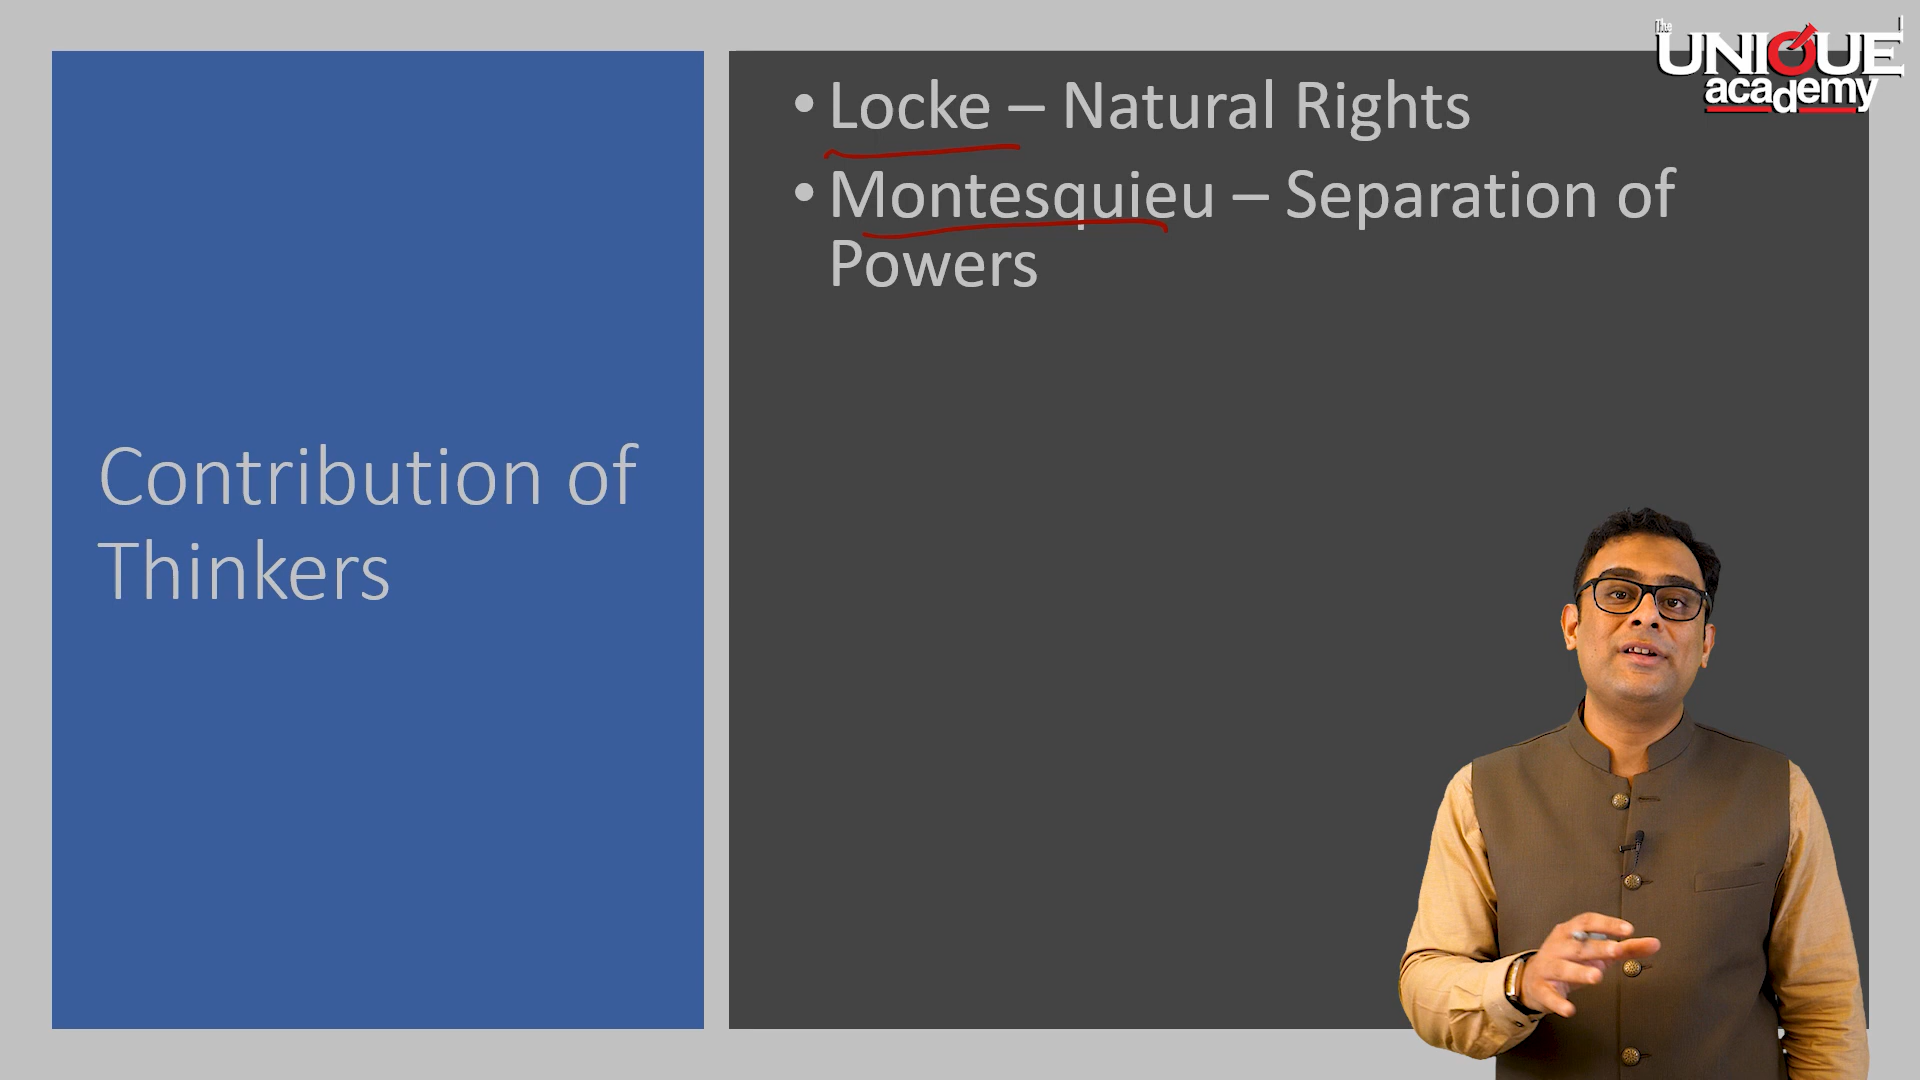 The
UNIQUE
academy
• Locke – Natural Rights
• Montesquieu – Separation of
Powers
Contribution of
Thinkers